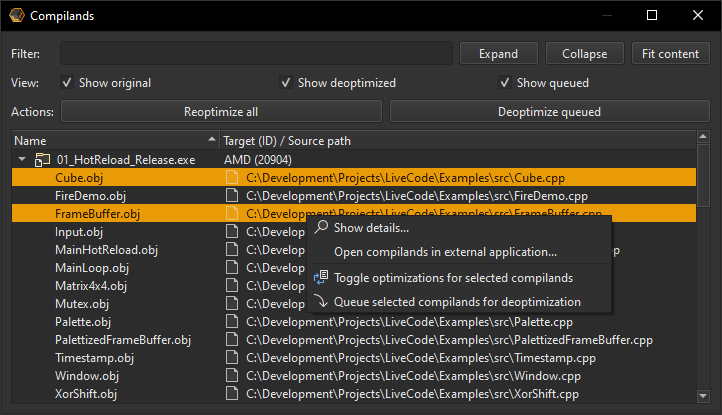 Compilands
Filter: Expand Collapse Fit content
View: Show original Show deoptimized Show queued
Actions: Reoptimize all Deoptimize queued
Name Target (ID) / Source path
01_HotReload_Release.exe AMD (20904)
Cube.obj C:\Development\Projects\LiveCode\Examples\src\Cube.cpp
FireDemo.obj C:\Development\Projects\LiveCode\Examples\src\FireDemo.cpp
FrameBuffer.obj C:\Development\Projects\LiveCode\Examples\src\FrameBuffer.cpp
Show details...
Input.obj C:\Develop
Open compilands in external application...
MainHotReload.obj C:\Develop
MainLoop.obj C:\Develop
Toggle optimizations for selected compilands
Matrix4x4.obj C:\Develop
Queue selected compilands for deoptimization
Mutex.obj C:\Develop
Palette.obj C:\Development\Projects\LiveCode\Examples\src\Palette.cpp
PalettizedFrameBuffer.obj C:\Development\Projects\LiveCode\Examples\src\PalettizedFrameBuffer.cpp
Timestamp.obj C:\Development\Projects\LiveCode\Examples\src\Timestamp.cpp
Window.obj C:\Development\Projects\LiveCode\Examples\src\Window.cpp
XorShift.obj C:\Development\Projects\LiveCode\Examples\src\XorShift.cpp